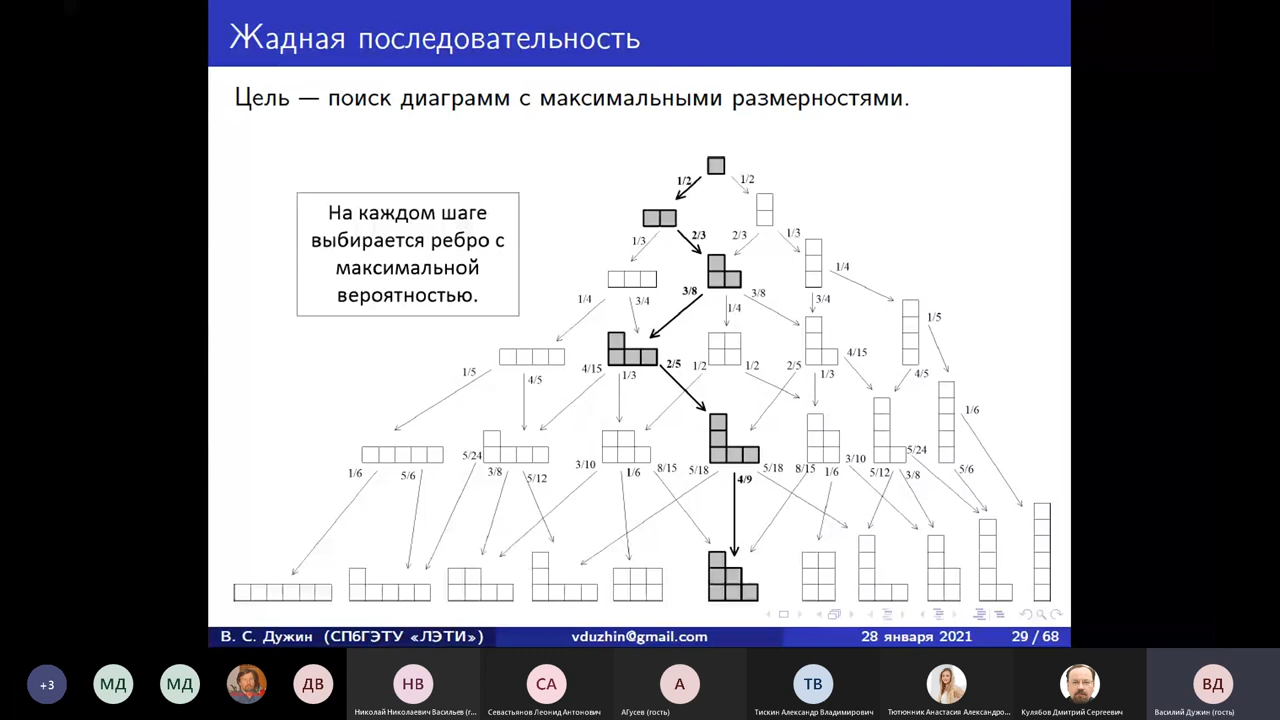 Жадная последовательность
Цель — поиск диаграмм с максимальными размерностями.
На каждом шаге
выбирается ребро с
максимальной
вероятностью.
1/2 1/2
1/3 2/3 2/3 1/3
1/4 3/4 3/8 1/4 3/8 3/4 1/4
1/5 4/5 4/15 1/3 2/5 1/2 1/2 2/5 1/3 4/15 4/5 1/5
1/6 5/6 5/24 3/8 5/12 3/10 1/6 8/15 5/18 4/9 5/18 8/15 1/6 3/10 5/12 3/8 5/24 5/6 1/6
В. С. Дужин (СПбГЭТУ «ЛЭТИ») vduzhin@gmail.com 28 января 2021 29 / 68
+3 МД МД ДВ НВ СА А ТВ ВД
Николай Николаевич Васильев (г... Севастьянов Леонид Антонович АГусев (гость) Тискин Александр Владимирович Тютюнник Анастасия Александро... Кулябов Дмитрий Сергеевич Василий Дужин (гость)